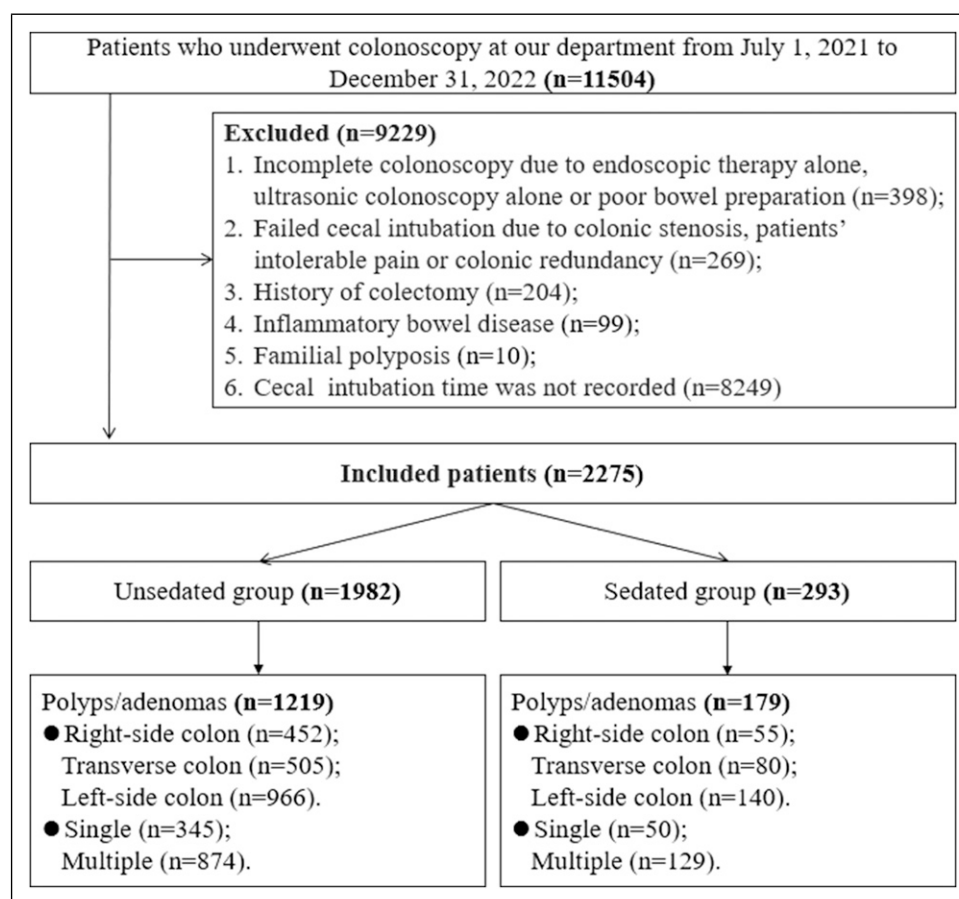 Patients who underwent colonoscopy at our department from July 1, 2021 to
December 31, 2022 (n=11504)
Excluded (n=9229)
1. Incomplete colonoscopy due to endoscopic therapy alone,
ultrasonic colonoscopy alone or poor bowel preparation (n=398);
2. Failed cecal intubation due to colonic stenosis, patients’
intolerable pain or colonic redundancy (n=269);
3. History of colectomy (n=204);
4. Inflammatory bowel disease (n=99);
5. Familial polyposis (n=10);
6. Cecal intubation time was not recorded (n=8249)
Included patients (n=2275)
Unsedated group (n=1982)
Sedated group (n=293)
Polyps/adenomas (n=1219)
●Right-side colon (n=452);
Transverse colon (n=505);
Left-side colon (n=966).
●Single (n=345);
Multiple (n=874).
Polyps/adenomas (n=179)
●Right-side colon (n=55);
Transverse colon (n=80);
Left-side colon (n=140).
●Single (n=50);
Multiple (n=129).